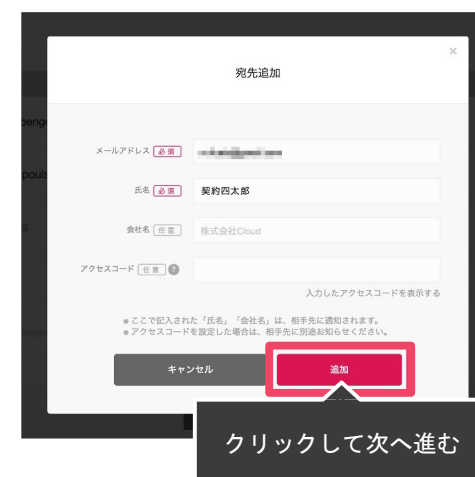 ×
宛先追加
メールアドレス 必須
氏名 必須 契約四太郎
会社名 任意 株式会社Cloud
アクセスコード 任意 ?
入力したアクセスコードを表示する
※ここで記入された「氏名」「会社名」は、相手先に通知されます。
※アクセスコードを設定した場合は、相手先に別途お知らせください。
キャンセル 追加
クリックして次へ進む